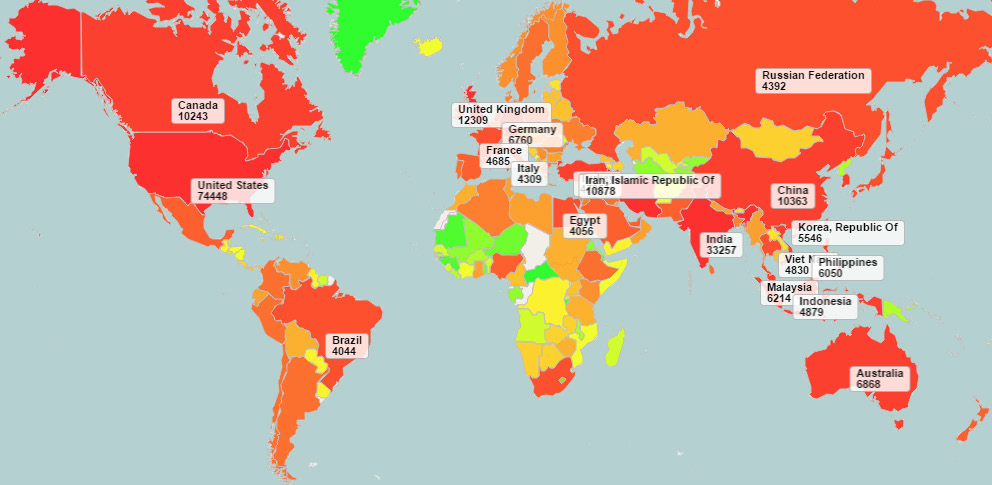 Russian Federation
4392
Canada
10243
United Kingdom
12309
Germany
6760
France
4685
Italy
4309
Iran, Islamic Republic Of
10878
United States
74448
China
10363
Egypt
4056
Korea, Republic Of
5546
India
33257
Viet
4830
Philippines
6050
Malaysia
6214
Indonesia
4879
Brazil
4044
Australia
6868